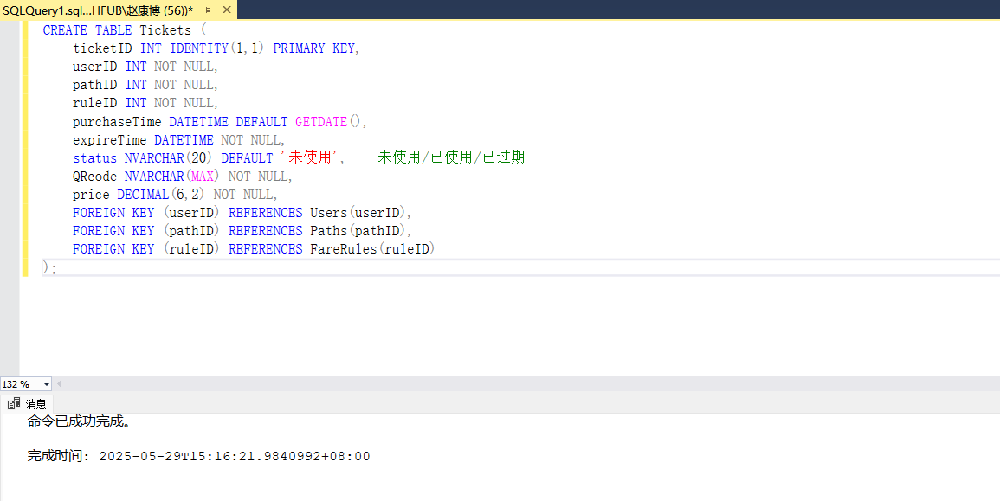 SQLQuery1.sql...HFUB\赵康博 (56))*
CREATE TABLE Tickets (
    ticketID INT IDENTITY(1,1) PRIMARY KEY,
    userID INT NOT NULL,
    pathID INT NOT NULL,
    ruleID INT NOT NULL,
    purchaseTime DATETIME DEFAULT GETDATE(),
    expireTime DATETIME NOT NULL,
    status NVARCHAR(20) DEFAULT '未使用', -- 未使用/已使用/已过期
    QRcode NVARCHAR(MAX) NOT NULL,
    price DECIMAL(6,2) NOT NULL,
    FOREIGN KEY (userID) REFERENCES Users(userID),
    FOREIGN KEY (pathID) REFERENCES Paths(pathID),
    FOREIGN KEY (ruleID) REFERENCES FareRules(ruleID)
);
132 %
消息
命令已成功完成。
完成时间: 2025-05-29T15:16:21.9840992+08:00